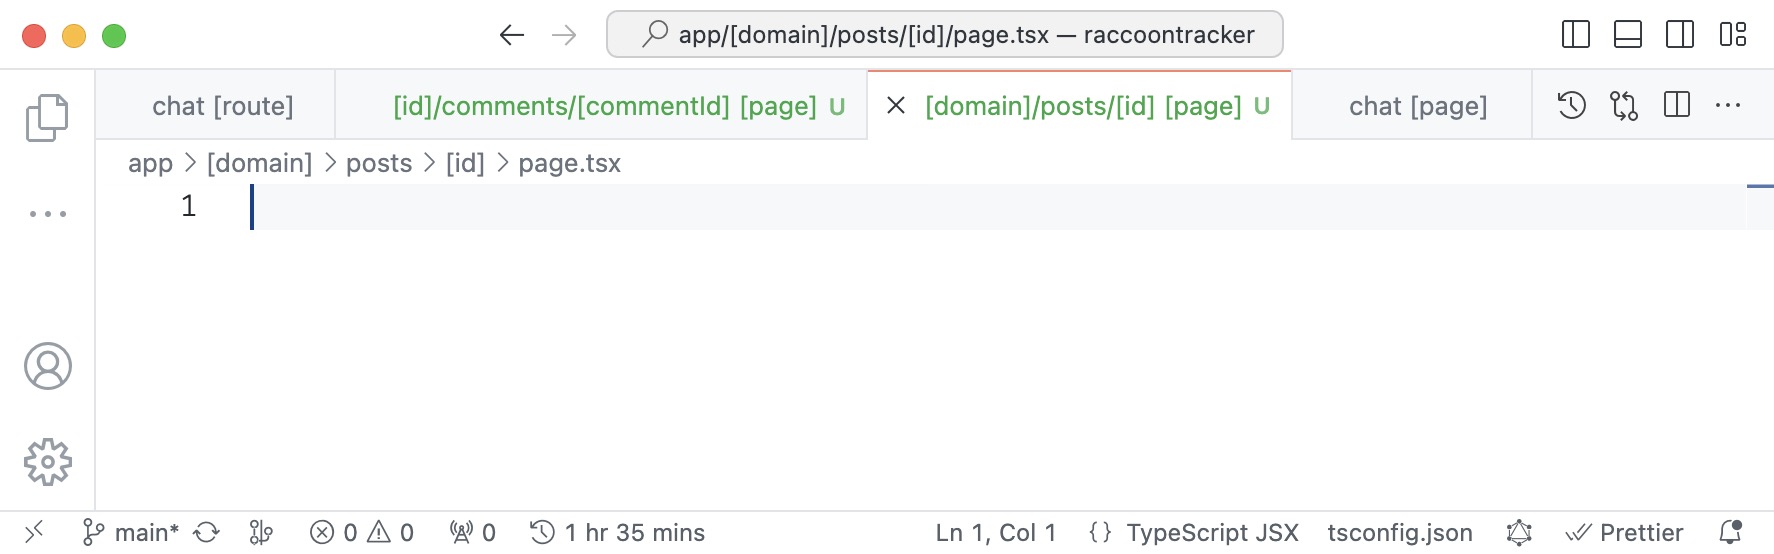 app/[domain]/posts/[id]/page.tsx — raccoontracker
chat [route] [id]/comments/[commentId] [page] U [domain]/posts/[id] [page] U chat [page]
app > [domain] > posts > [id] > page.tsx
1
main* 0 0 0 1 hr 35 mins Ln 1, Col 1 {} TypeScript JSX tsconfig.json Prettier